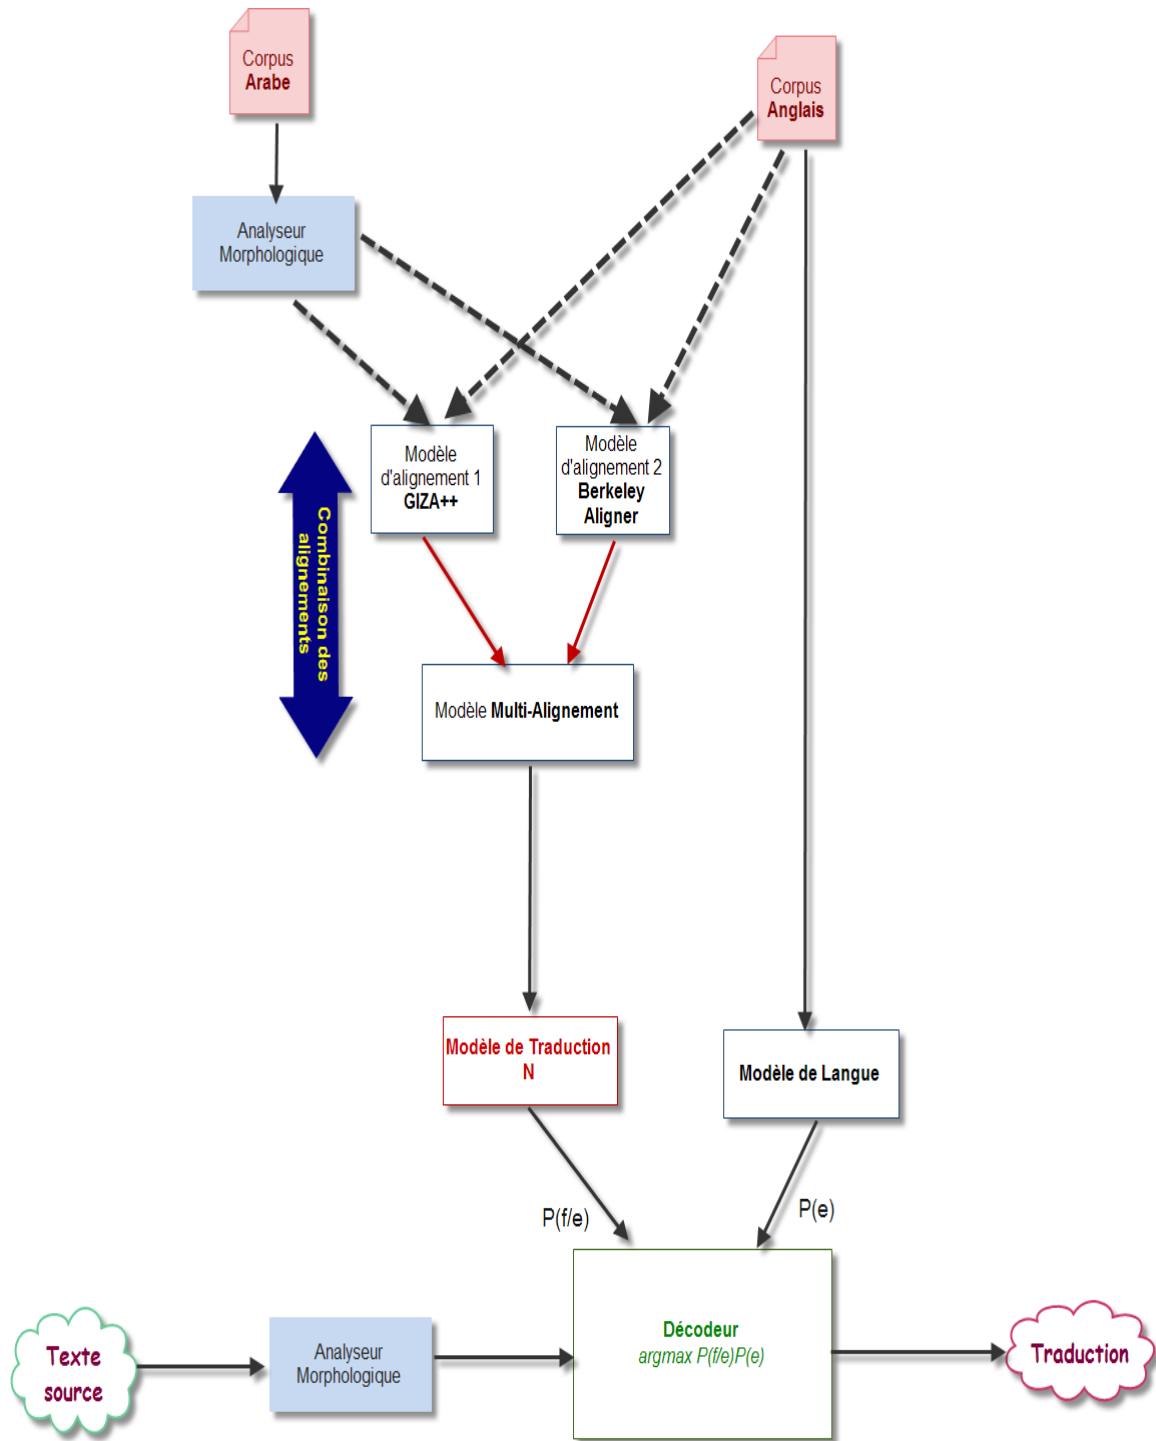 Corpus
Arabe
Corpus
Anglais
Analyseur
Morphologique
Modèle
d'alignement 1
GIZA++
Modèle
d'alignement 2
Berkeley
Aligner
Combinaison des
alignements
Modèle Multi-Alignement
Modèle de Traduction
N
Modèle de Langue
P(f/e)
P(e)
Texte
source
Analyseur
Morphologique
Décodeur
argmax P(f/e)P(e)
Traduction